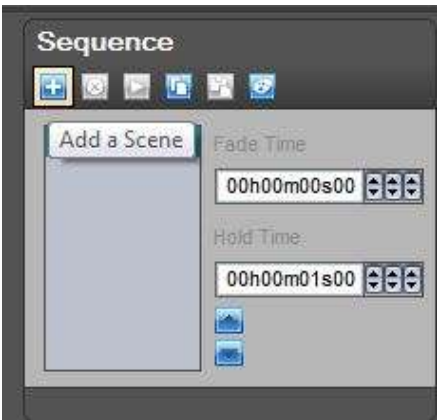 Sequence
Add a Scene
Fade Time
00h00m00s00
Hold Time
00h00m01s00